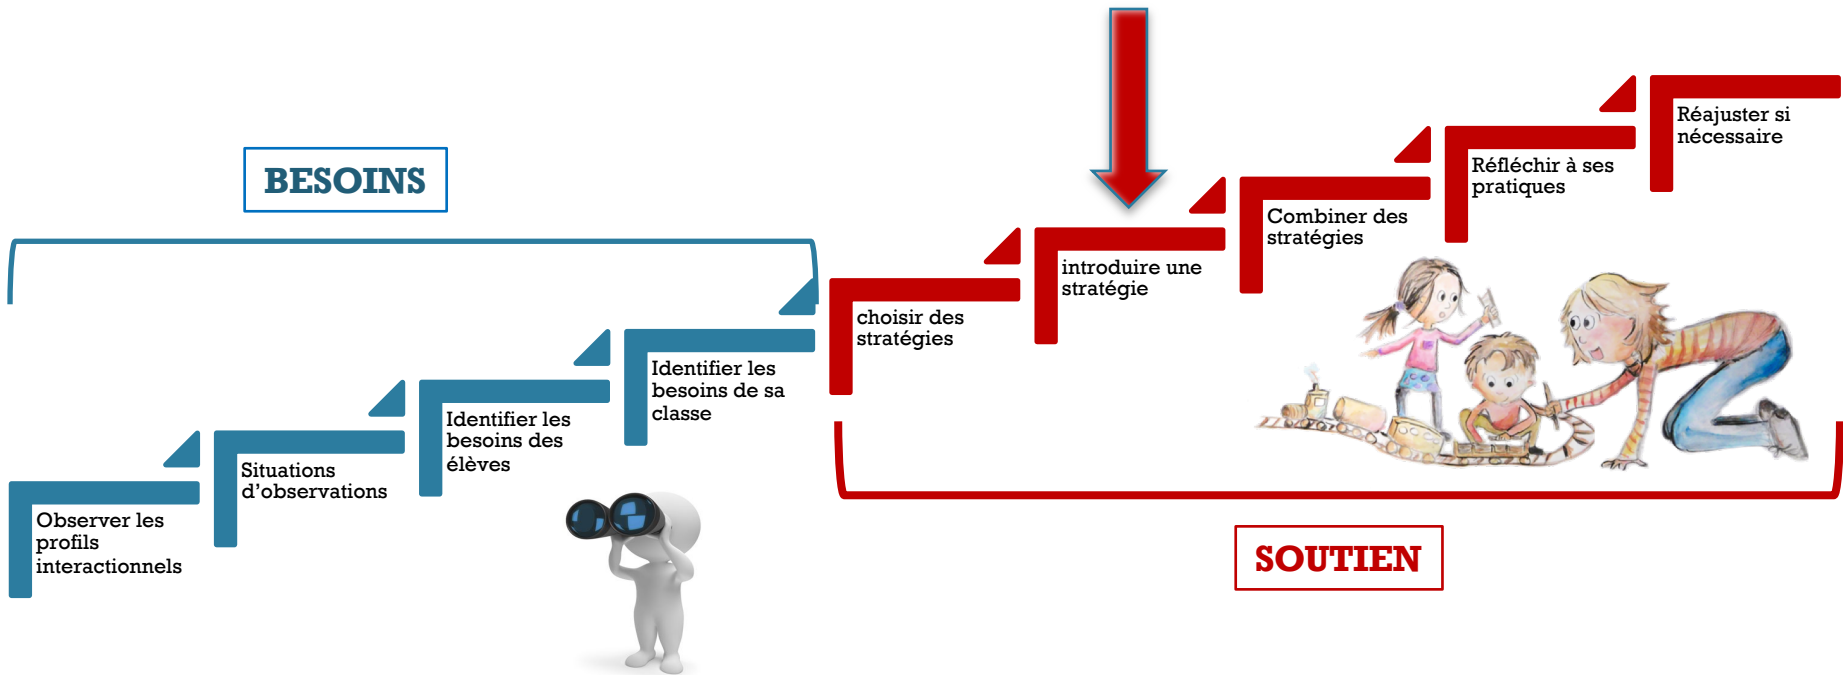 BESOINS
Observer les
profils
interactionnels
Situations
d'observations
Identifier les
besoins des
élèves
Identifier les
besoins de sa
classe
choisir des
stratégies
introduire une
stratégie
Combiner des
stratégies
Réfléchir à ses
pratiques
Réajuster si
nécessaire
SOUTIEN